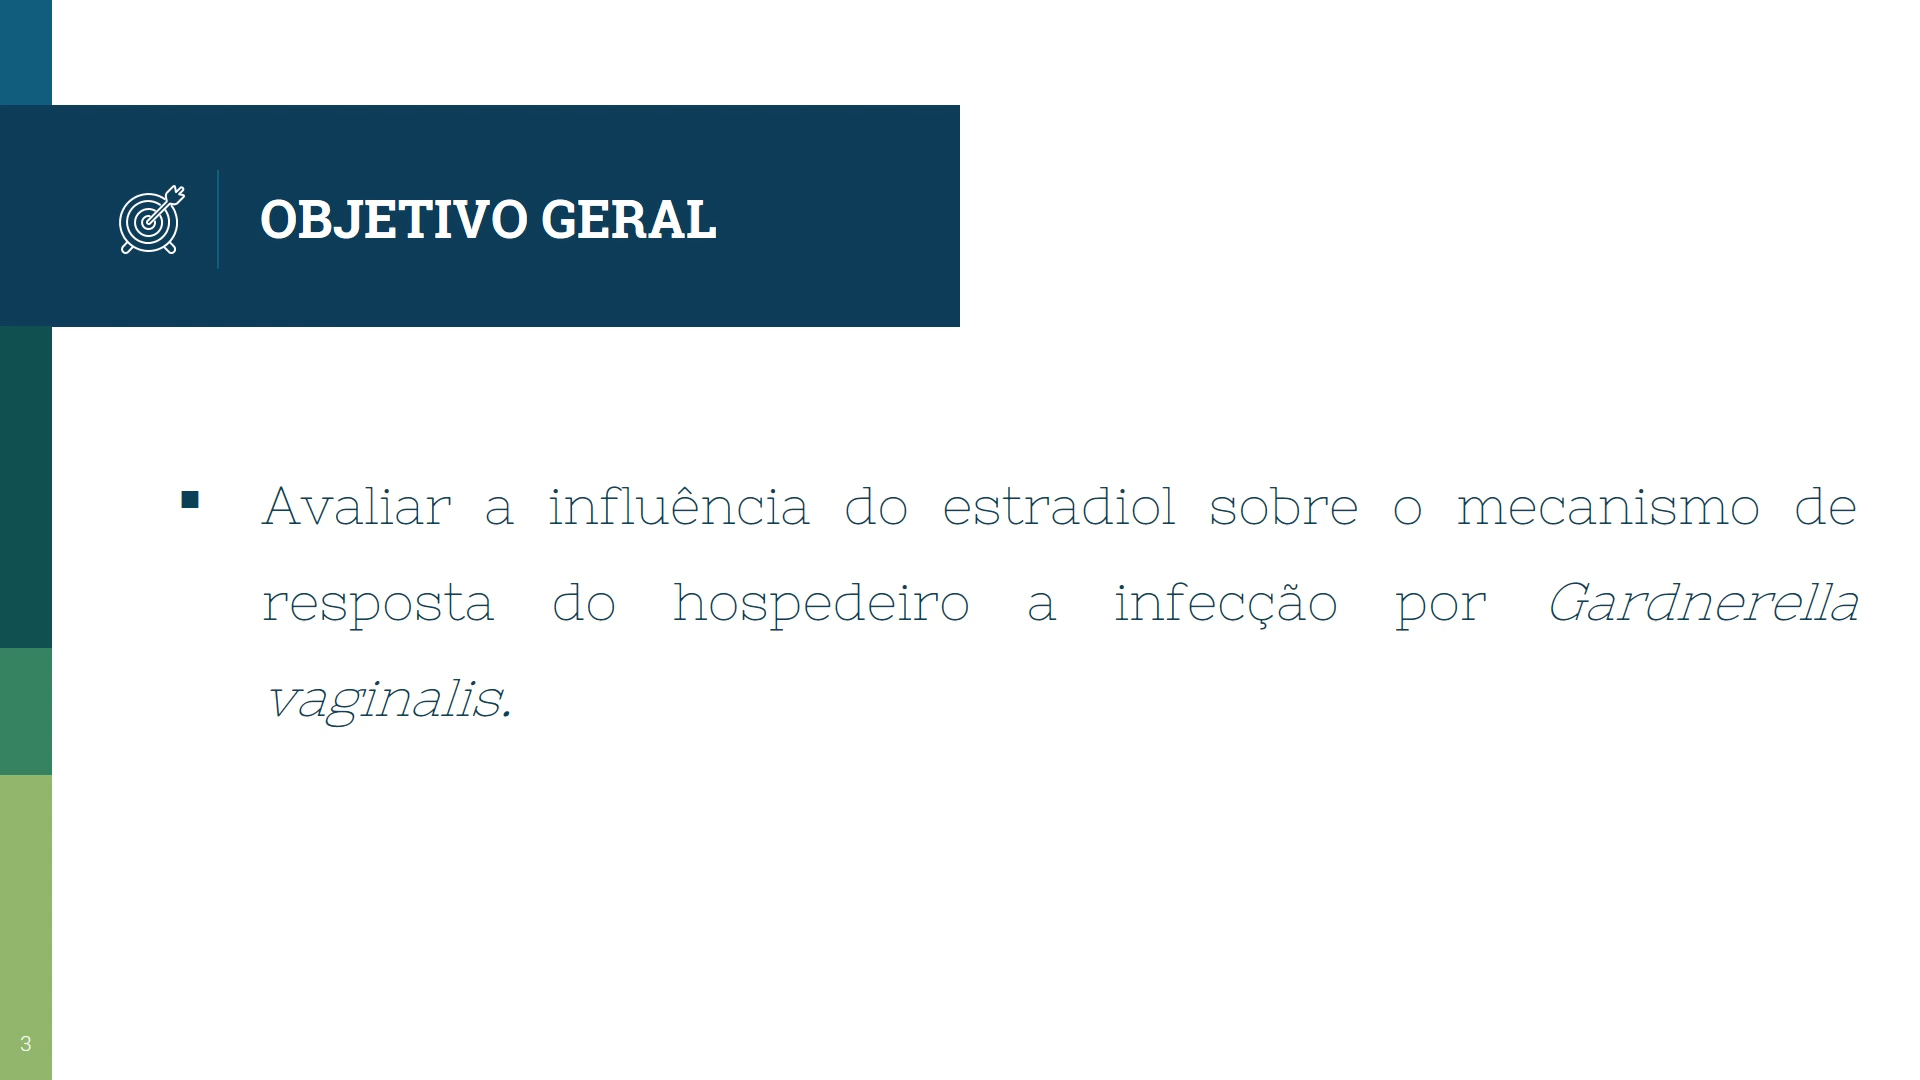 OBJETIVO GERAL
▪ Avaliar a influência do estradiol sobre o mecanismo de
resposta do hospedeiro a infecção por Gardnerella
vaginalis.
3